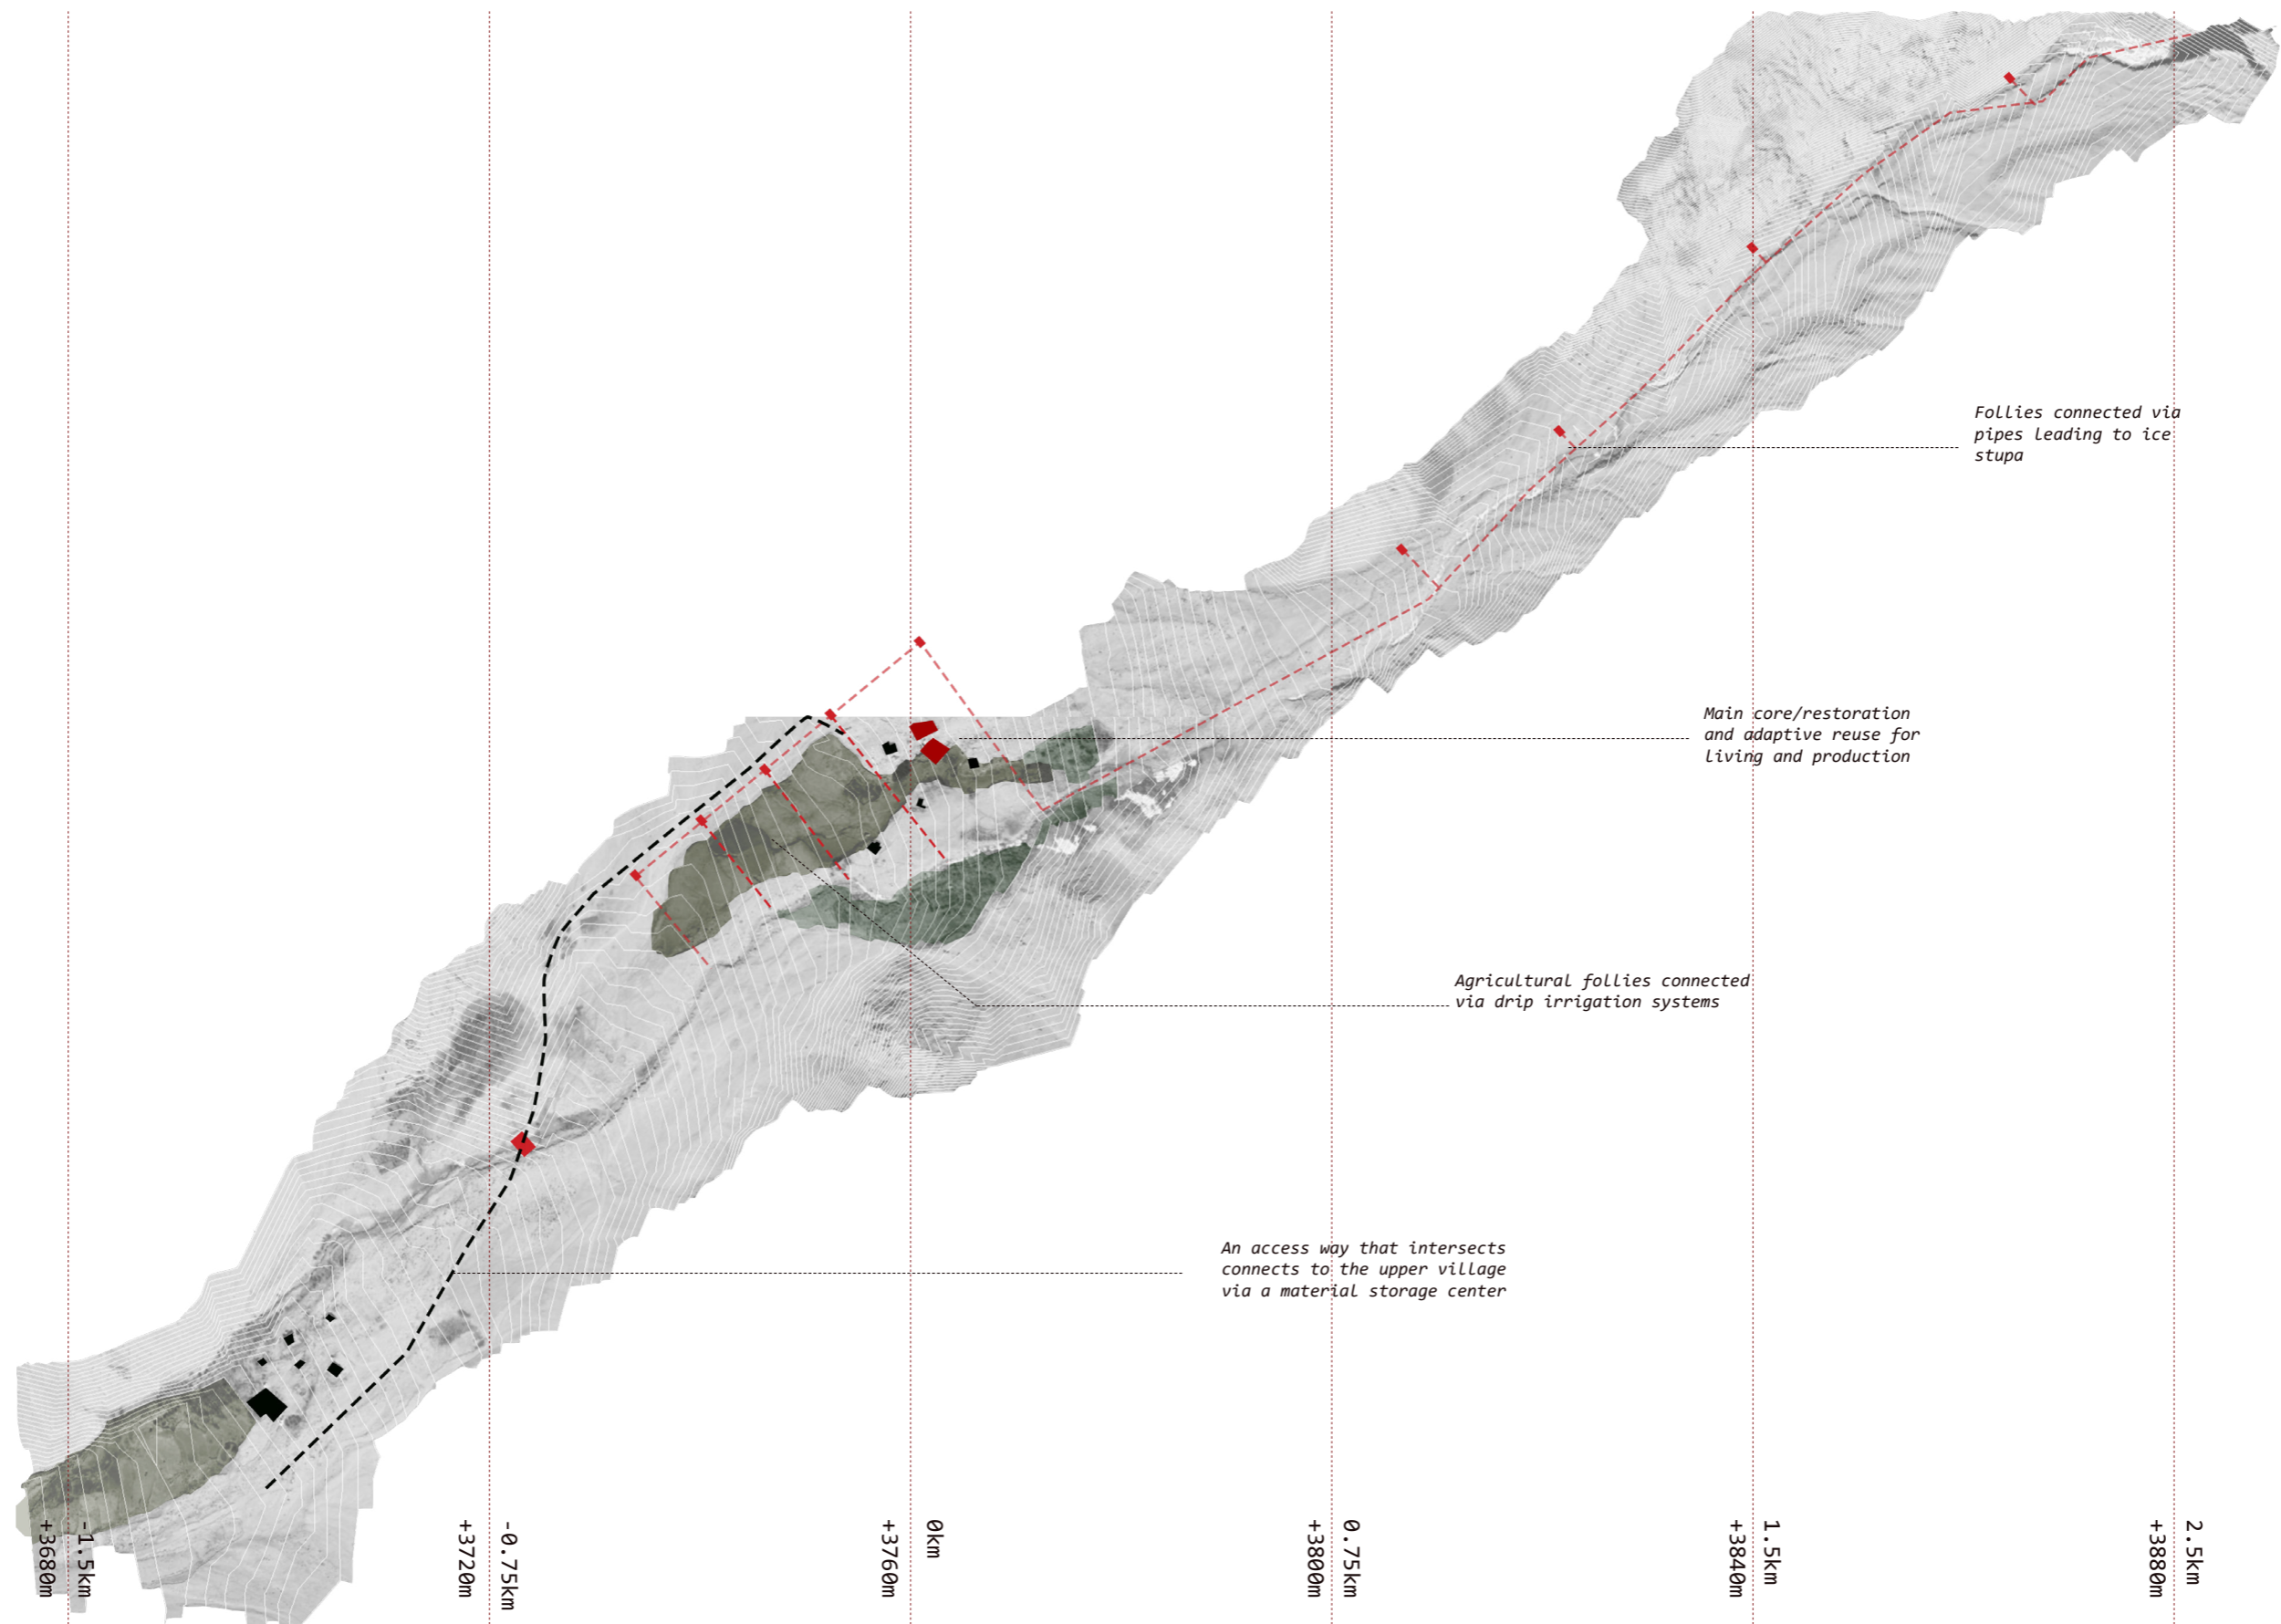 Follies connected via
pipes leading to ice
stupa
Main core/restoration
and adaptive reuse for
living and production
Agricultural follies connected
via drip irrigation systems
An access way that intersects
connects to the upper village
via a material storage center
-1.5km
+3680m
-0.75km
+3720m
0km
+3760m
0.75km
+3800m
1.5km
+3840m
2.5km
+3880m